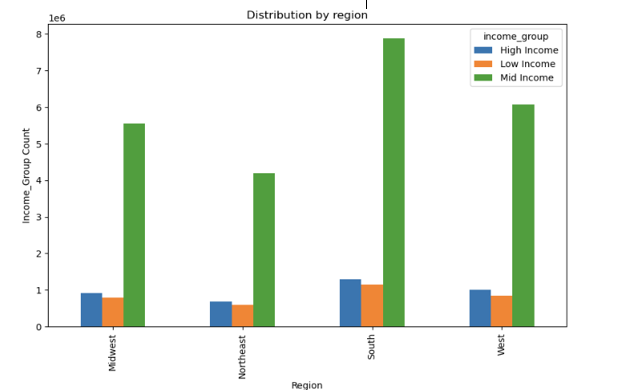 Distribution by region
1e6
income_group
High Income
Low Income
Mid Income
8
7
6
5
4
3
2
1
0
Income_Group Count
Midwest
Northeast
South
West
Region